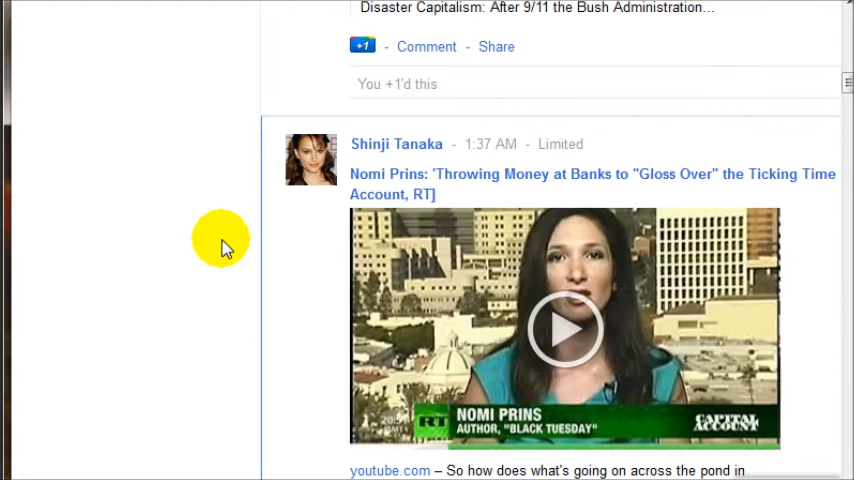 Disaster Capitalism: After 9/11 the Bush Administration...
+1 - Comment - Share
You +1'd this
Shinji Tanaka - 1:37 AM - Limited
Nomi Prins: 'Throwing Money at Banks to "Gloss Over" the Ticking Time
Account, RT]
RT NOMI PRINS CAPITAL
AUTHOR, "BLACK TUESDAY" ACCOUNT
youtube.com – So how does what's going on across the pond in